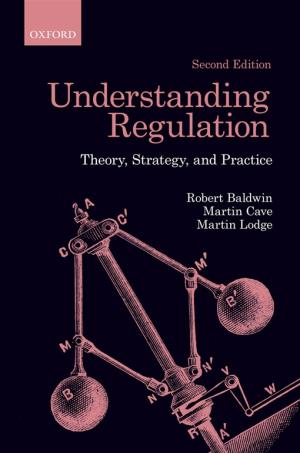 OXFORD
Second Edition
Understanding
Regulation
Theory, Strategy, and Practice
Robert Baldwin
Martin Cave
Martin Lodge
A
C
C'
A'
B'
B
M
N
N'
M'
R